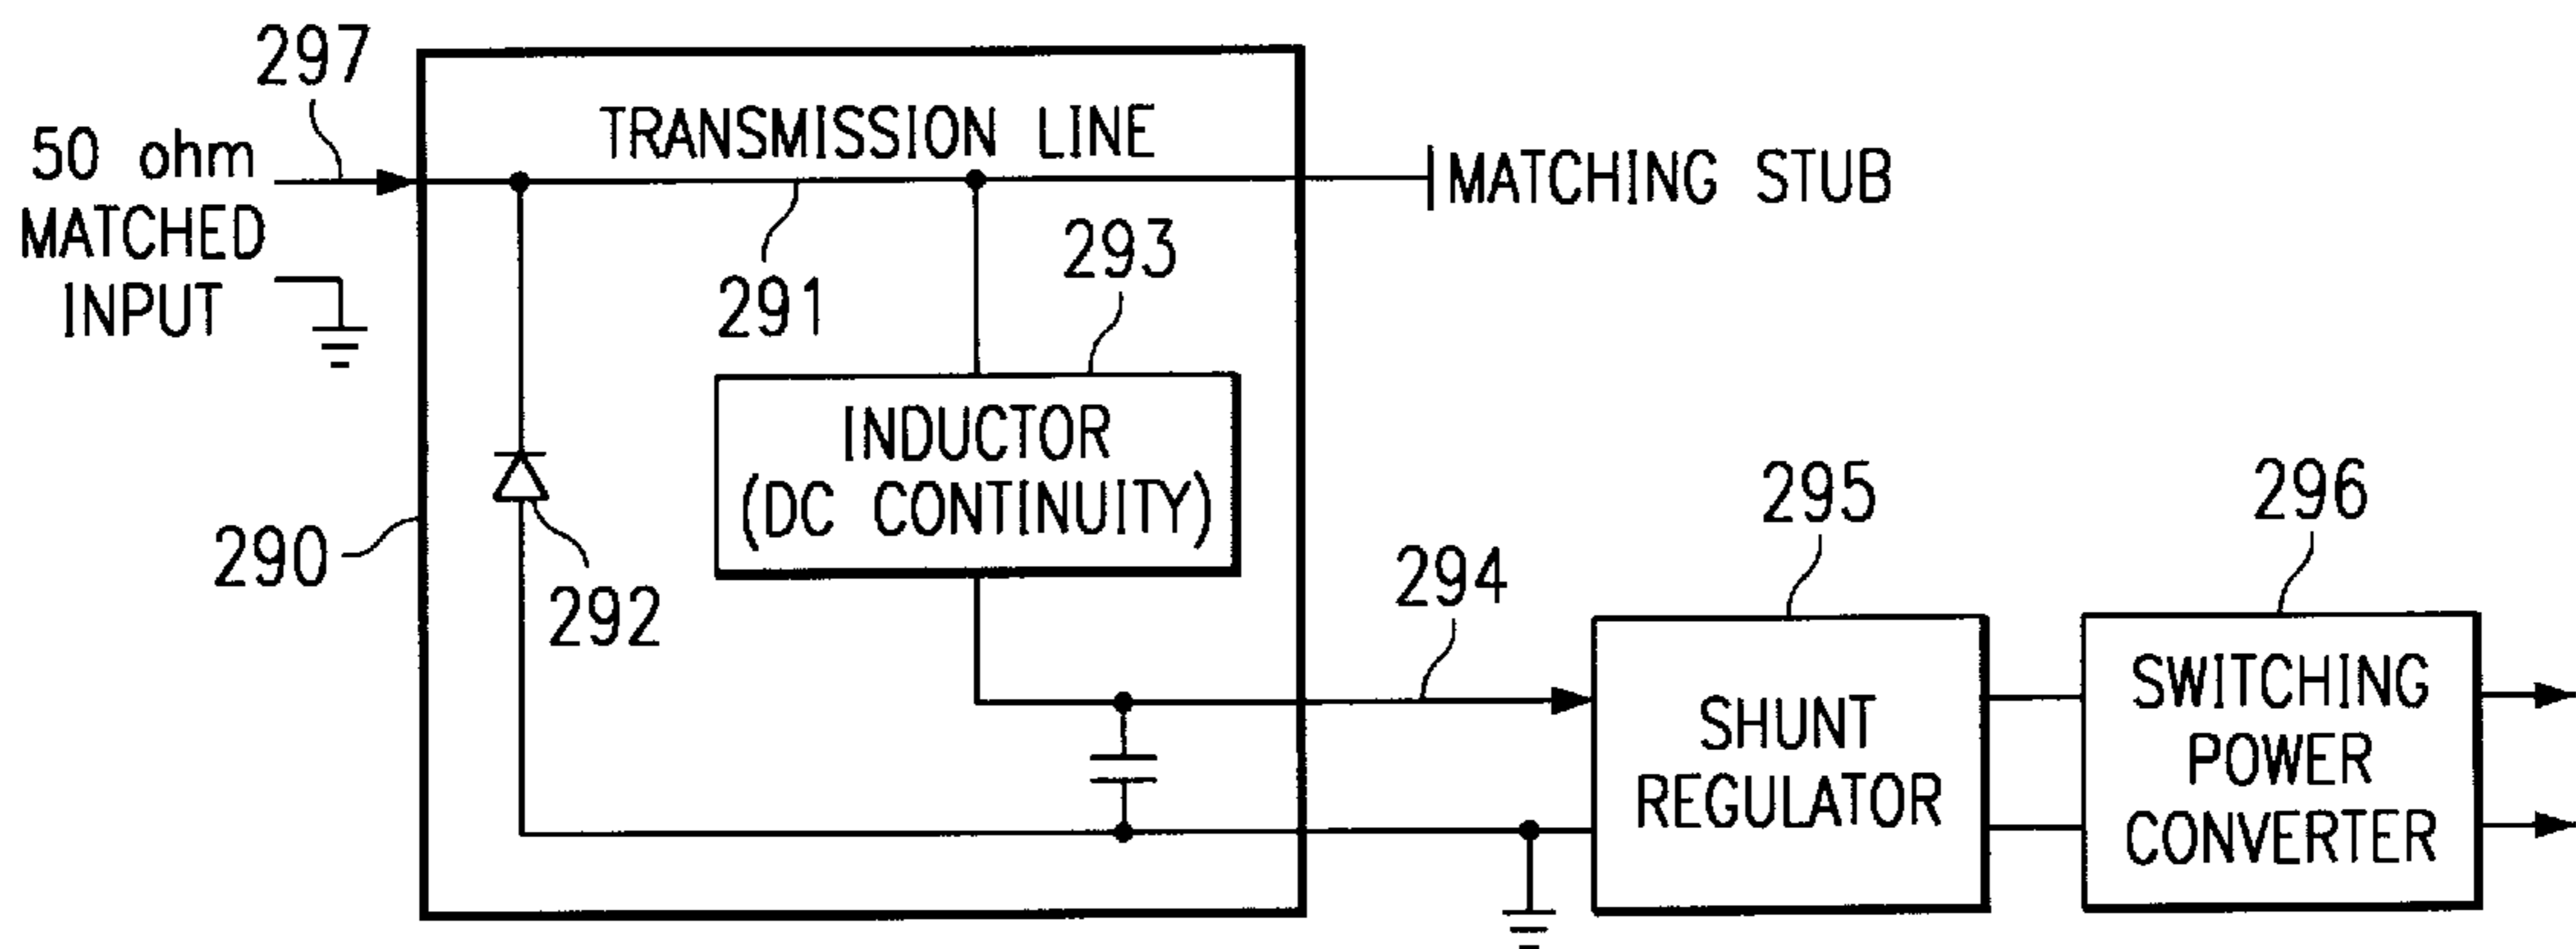 297
50 ohm
MATCHED
INPUT
TRANSMISSION LINE
MATCHING STUB
291
293
INDUCTOR
(DC CONTINUITY)
290
292
294
295
SHUNT
REGULATOR
296
SWITCHING
POWER
CONVERTER